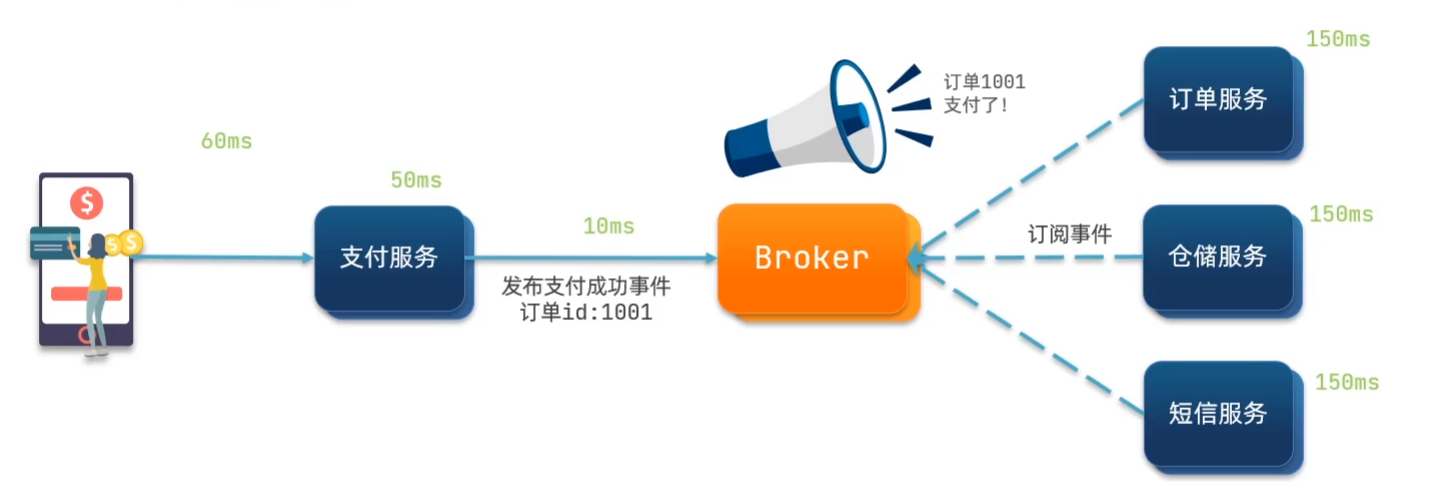 60ms
50ms
支付服务
10ms
发布支付成功事件
订单id:1001
Broker
订单1001
支付了!
订阅事件
150ms
订单服务
150ms
仓储服务
150ms
短信服务
$
$
$